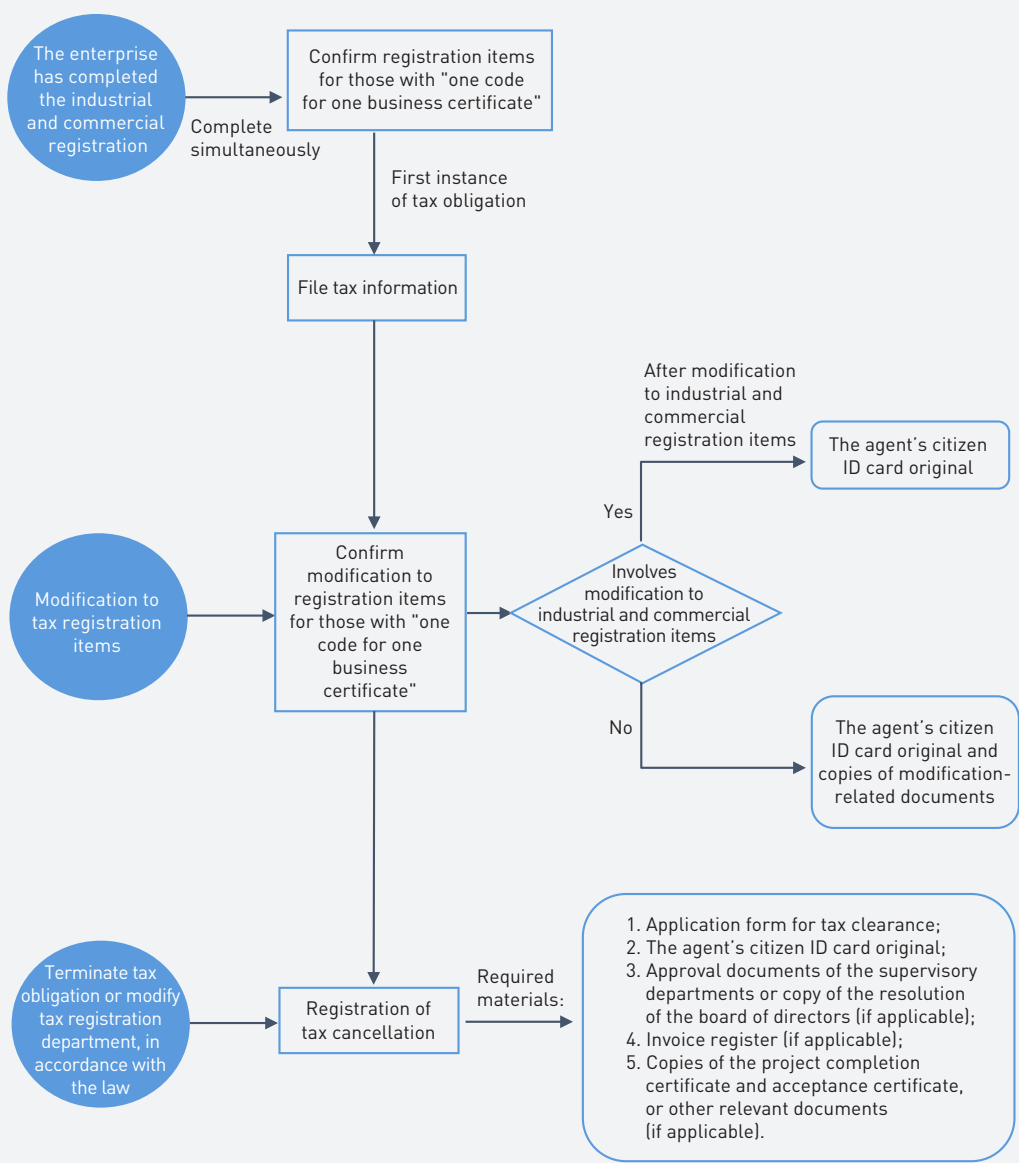 The enterprise
has completed
the industrial
and commercial
registration
Complete
simultaneously
Confirm registration items
for those with "one code
for one business certificate"
First instance
of tax obligation
File tax information
Modification to
tax registration
items
Confirm
modification to
registration items
for those with "one
code for one
business
certificate"
Involves
modification to
industrial and commercial
registration items
Yes
After modification
to industrial and
commercial
registration items
The agent’s citizen
ID card original
No
The agent’s citizen
ID card original and
copies of modification-
related documents
Terminate tax
obligation or modify
tax registration
department, in
accordance with
the law
Registration of
tax cancellation
Required
materials:
1. Application form for tax clearance;
2. The agent’s citizen ID card original;
3. Approval documents of the supervisory
departments or copy of the resolution
of the board of directors (if applicable);
4. Invoice register (if applicable);
5. Copies of the project completion
certificate and acceptance certificate,
or other relevant documents
(if applicable).